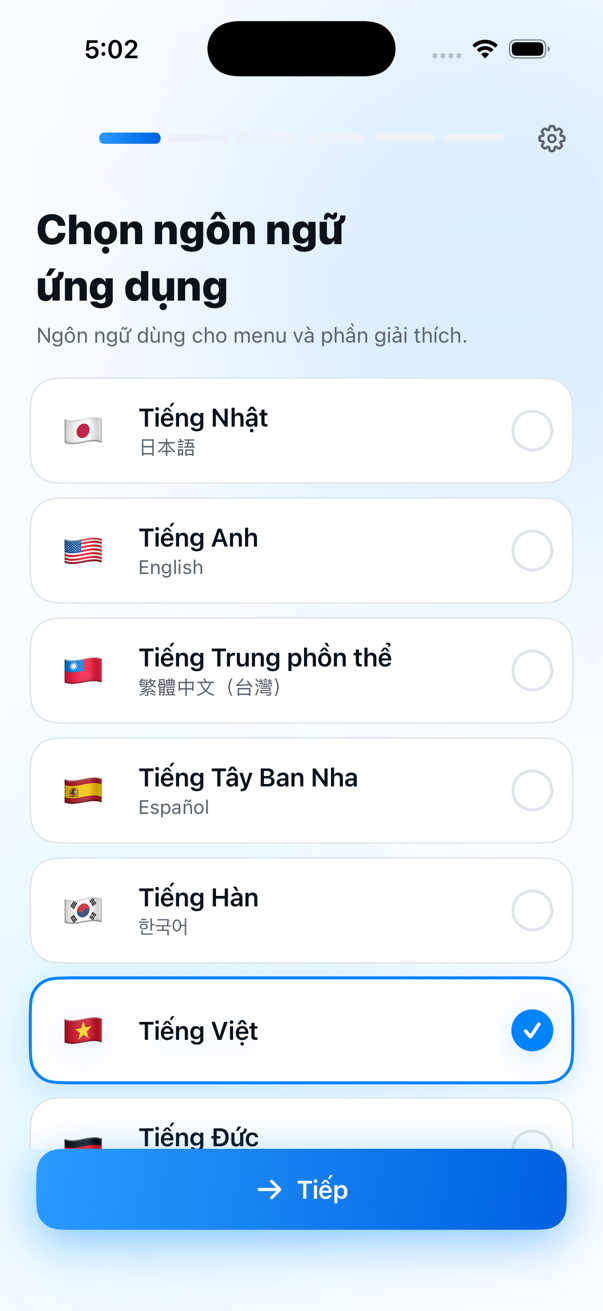 5:02
Chọn ngôn ngữ
ứng dụng
Ngôn ngữ dùng cho menu và phần giải thích.
Tiếng Nhật
日本語
Tiếng Anh
English
Tiếng Trung phồn thể
繁體中文（台灣）
Tiếng Tây Ban Nha
Español
Tiếng Hàn
한국어
Tiếng Việt
Tiếng Đức
Tiếp